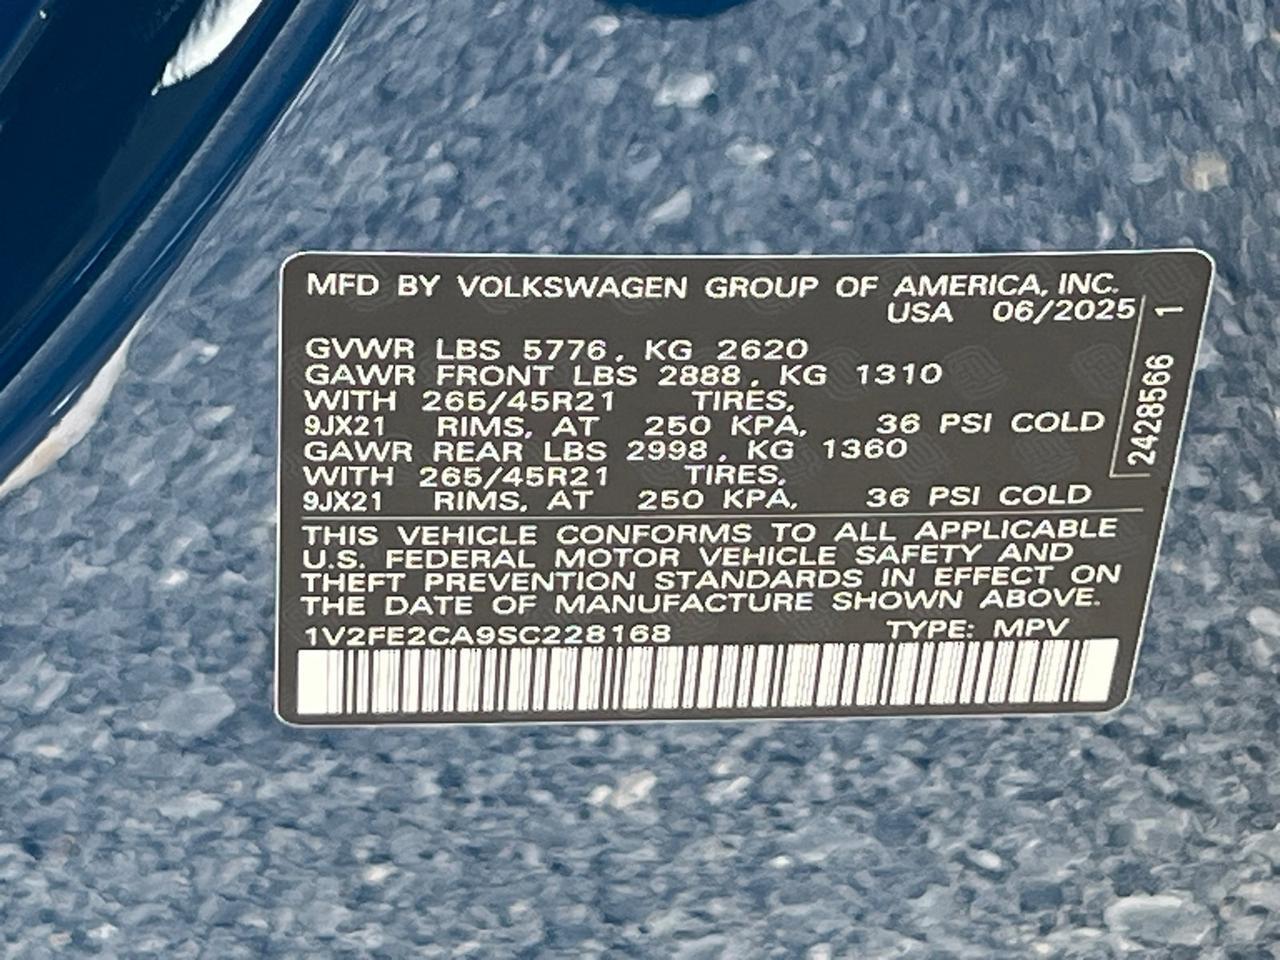 MFD BY VOLKSWAGEN GROUP OF AMERICA, INC.
USA 06/2025
GVWR LBS 5776, KG 2620
GAWR FRONT LBS 2888, KG 1310
WITH 265/45R21 TIRES,
9JX21 RIMS, AT 250 KPA, 36 PSI COLD
GAWR REAR LBS 2998, KG 1360
WITH 265/45R21 TIRES,
9JX21 RIMS, AT 250 KPA, 36 PSI COLD
2428566 1
THIS VEHICLE CONFORMS TO ALL APPLICABLE
U.S. FEDERAL MOTOR VEHICLE SAFETY AND
THEFT PREVENTION STANDARDS IN EFFECT ON
THE DATE OF MANUFACTURE SHOWN ABOVE.
1V2FE2CA9SC228168 TYPE: MPV